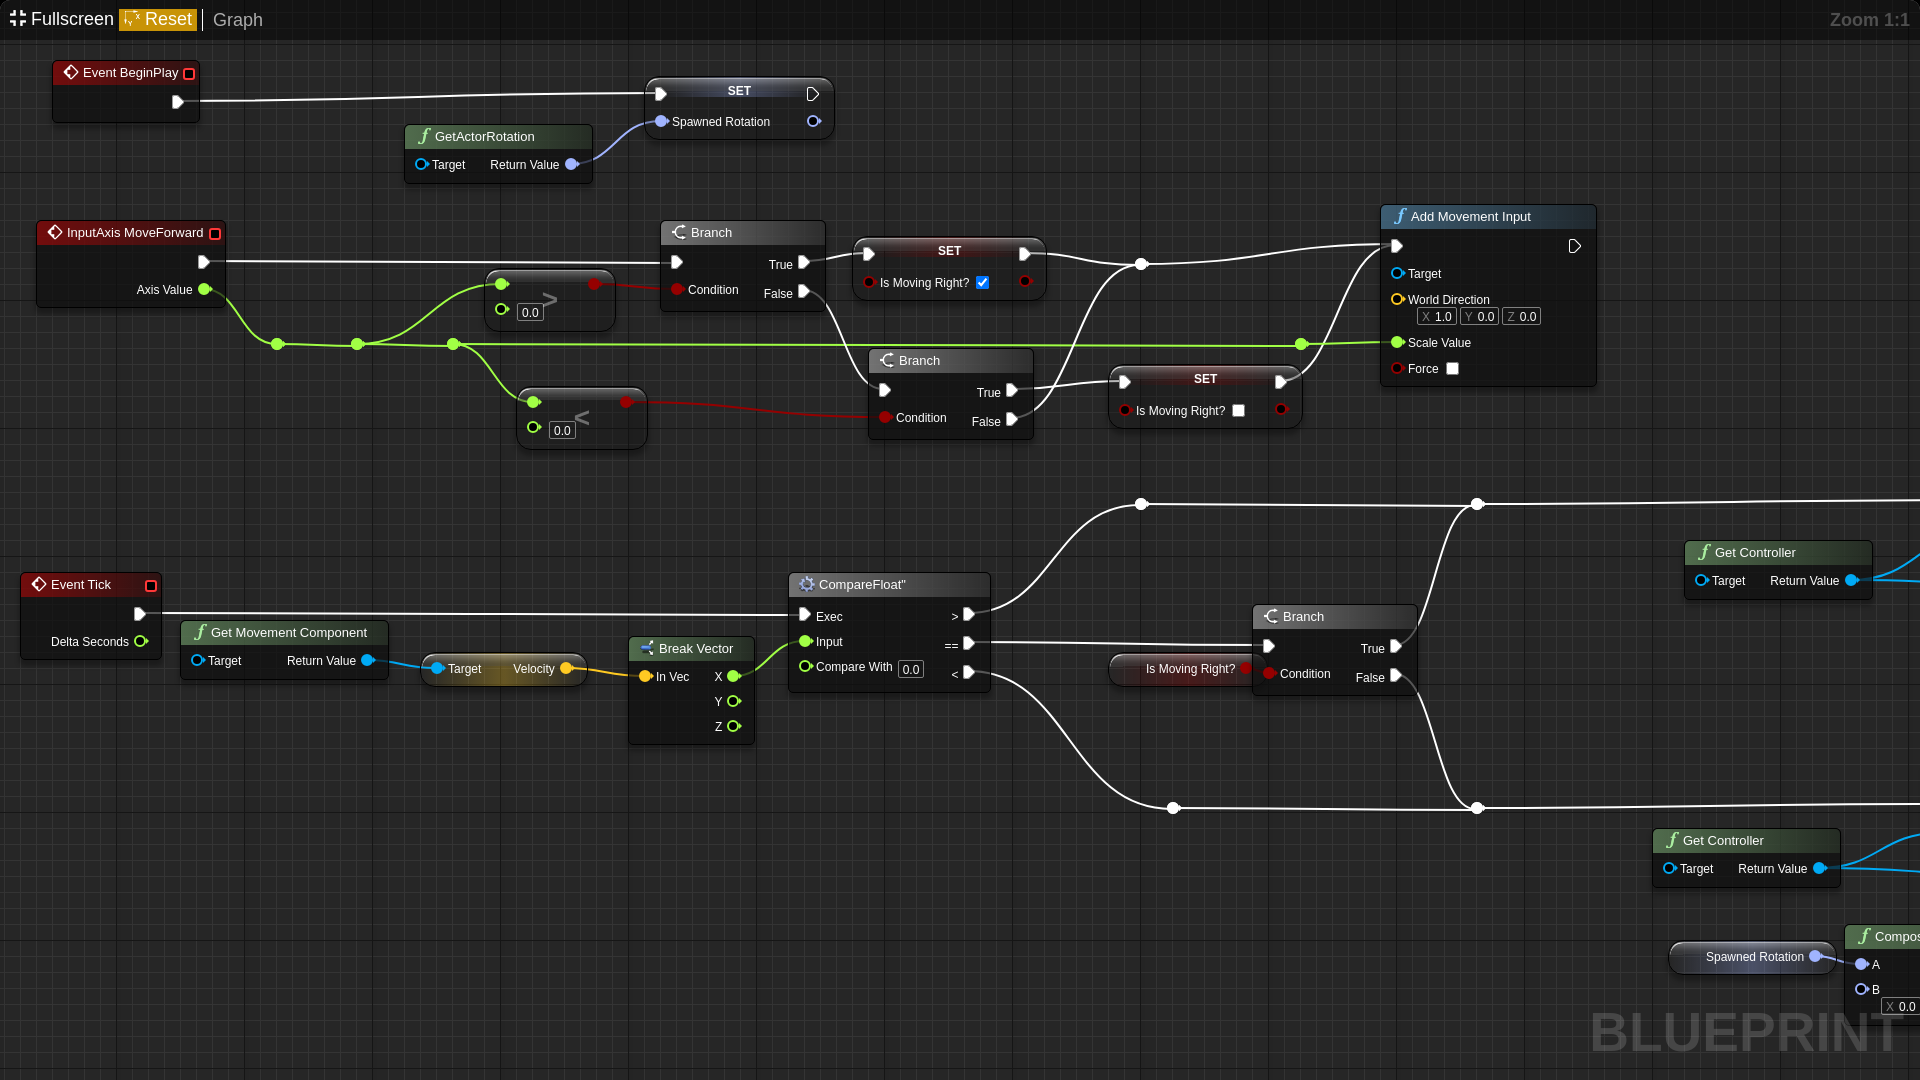 Fullscreen Reset Graph
Zoom 1:1
Event BeginPlay
SET
Spawned Rotation
GetActorRotation
Target Return Value
InputAxis MoveForward
Axis Value
>
0.0
Branch
True
Condition
False
SET
Is Moving Right?
Add Movement Input
Target
World Direction
X 1.0 Y 0.0 Z 0.0
Scale Value
Force
<
0.0
Branch
True
Condition
False
SET
Is Moving Right?
Event Tick
Delta Seconds
Get Movement Component
Target Return Value
Target Velocity
Break Vector
In Vec X
Y
Z
CompareFloat"
Exec >
Input ==
Compare With 0.0 <
Is Moving Right?
Branch
True
Condition
False
Get Controller
Target Return Value
Get Controller
Target Return Value
Spawned Rotation
Compos
A
B
X 0.0
BLUEPRINT